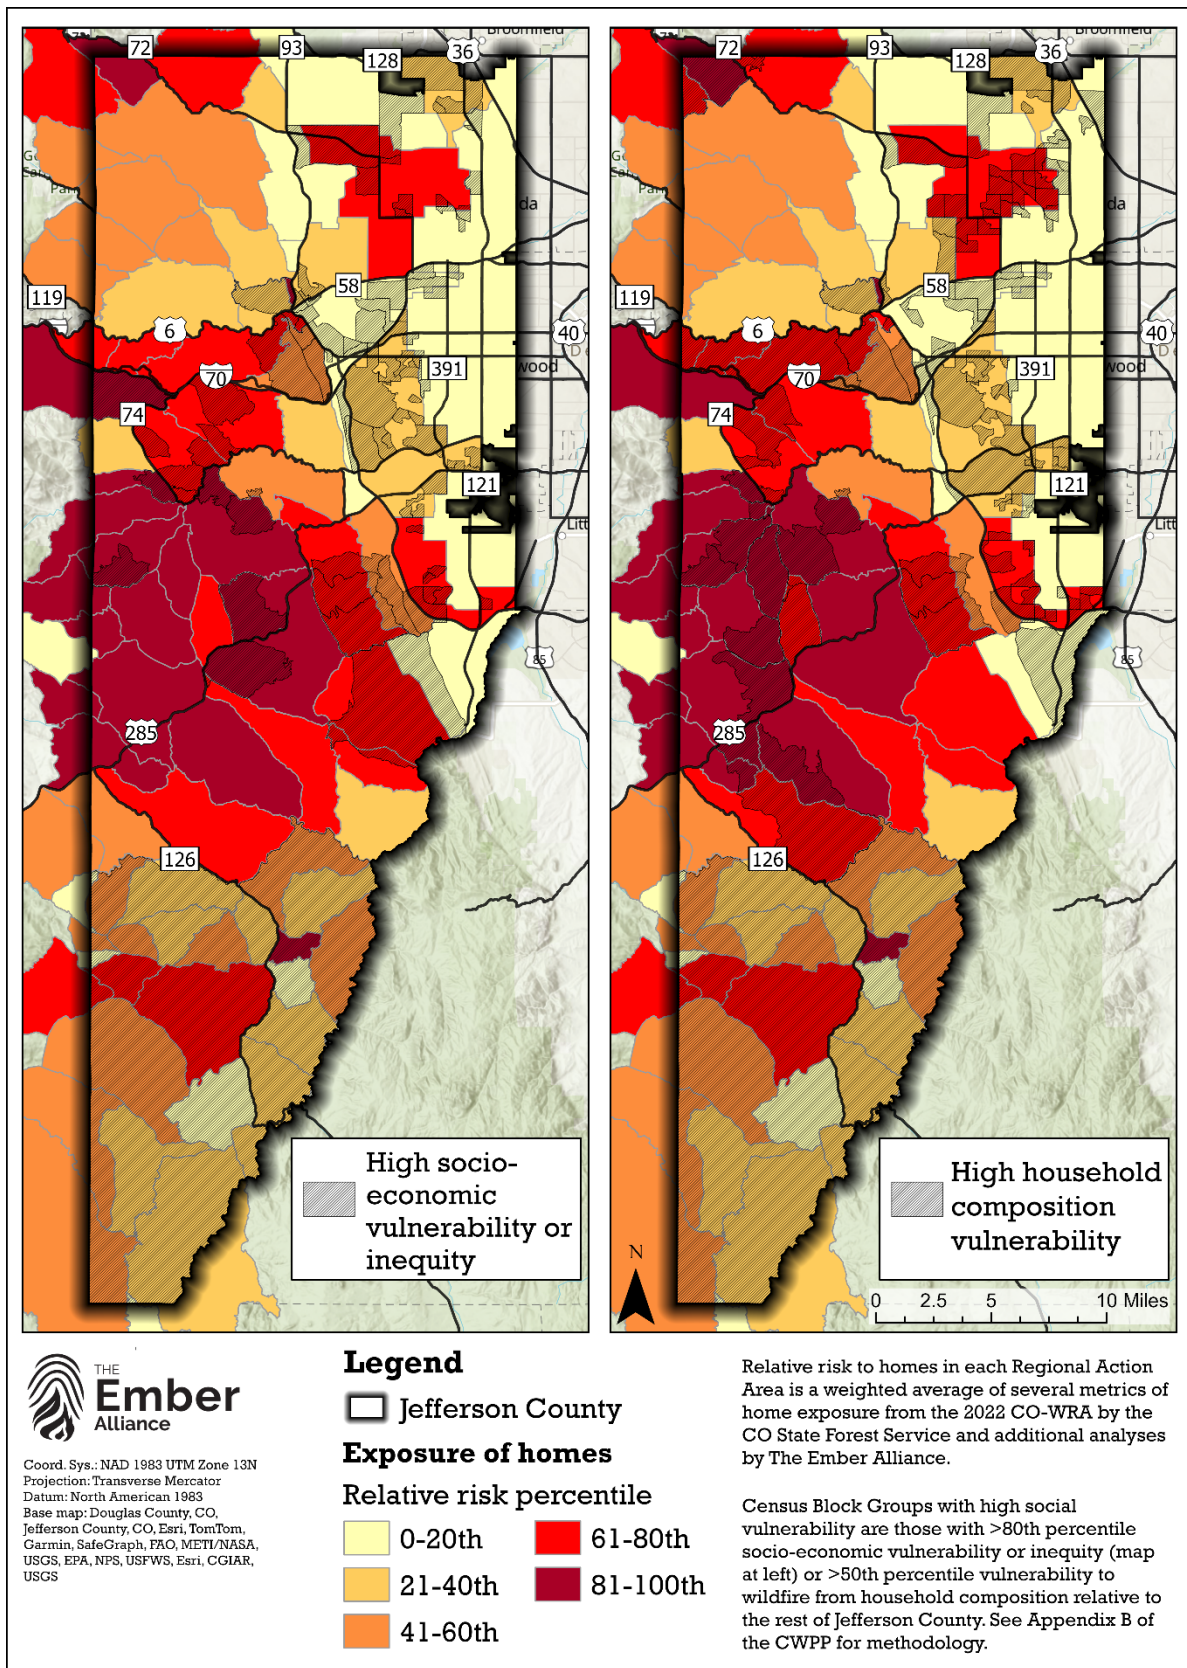 72
93
128
36
Broomfield
119
58
6
40
391
wood
70
74
121
Litt
85
285
126
High socio-
economic
vulnerability or
inequity
72
93
128
36
Broomfield
119
58
6
40
391
wood
70
74
121
Litt
85
285
126
High household
composition
vulnerability
N
0 2.5 5 10 Miles
THE
Ember
Alliance
Coord. Sys.: NAD 1983 UTM Zone 13N
Projection: Transverse Mercator
Datum: North American 1983
Base map: Douglas County, CO,
Jefferson County, CO, Esri, TomTom,
Garmin, SafeGraph, FAO, METI/NASA,
USGS, EPA, NPS, USFWS, Esri, CGIAR,
USGS
Legend
Jefferson County
Exposure of homes
Relative risk percentile
0-20th
21-40th
41-60th
61-80th
81-100th
Relative risk to homes in each Regional Action
Area is a weighted average of several metrics of
home exposure from the 2022 CO-WRA by the
CO State Forest Service and additional analyses
by The Ember Alliance.
Census Block Groups with high social
vulnerability are those with >80th percentile
socio-economic vulnerability or inequity (map
at left) or >50th percentile vulnerability to
wildfire from household composition relative to
the rest of Jefferson County. See Appendix B of
the CWPP for methodology.